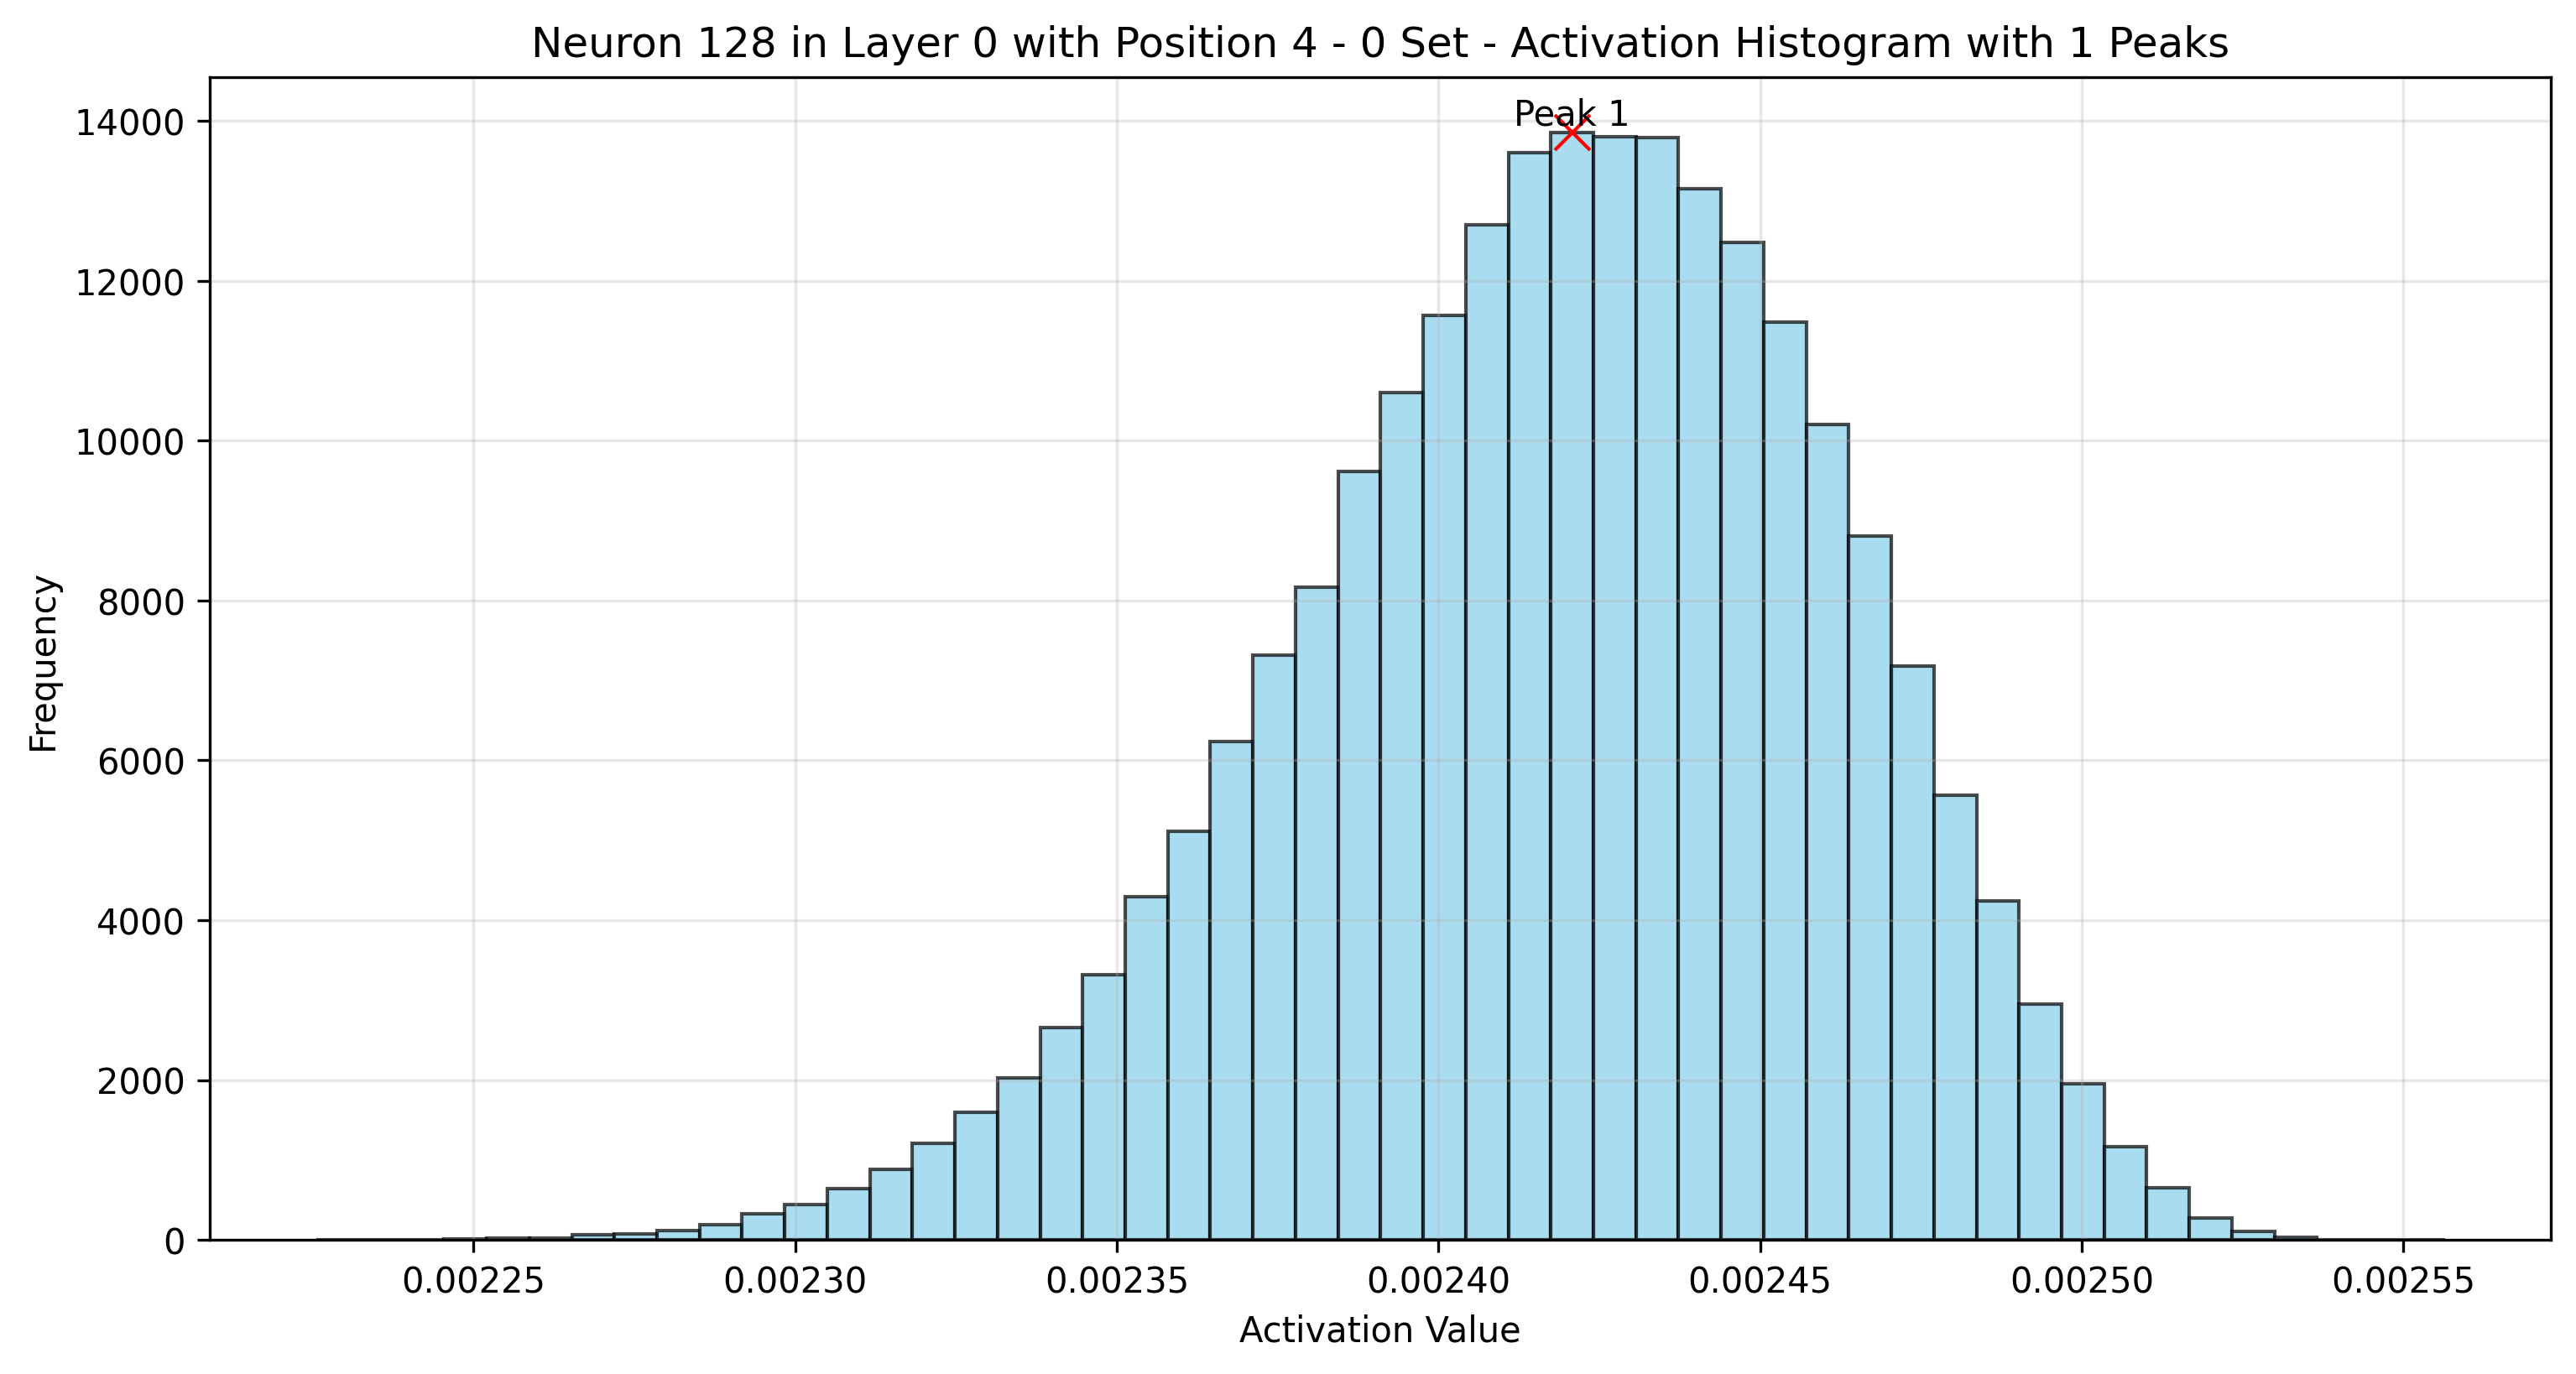 Neuron 128 in Layer 0 with Position 4 - 0 Set - Activation Histogram with 1 Peaks
Peak 1
14000
12000
10000
8000
6000
4000
2000
0
Frequency
0.00225 0.00230 0.00235 0.00240 0.00245 0.00250 0.00255
Activation Value